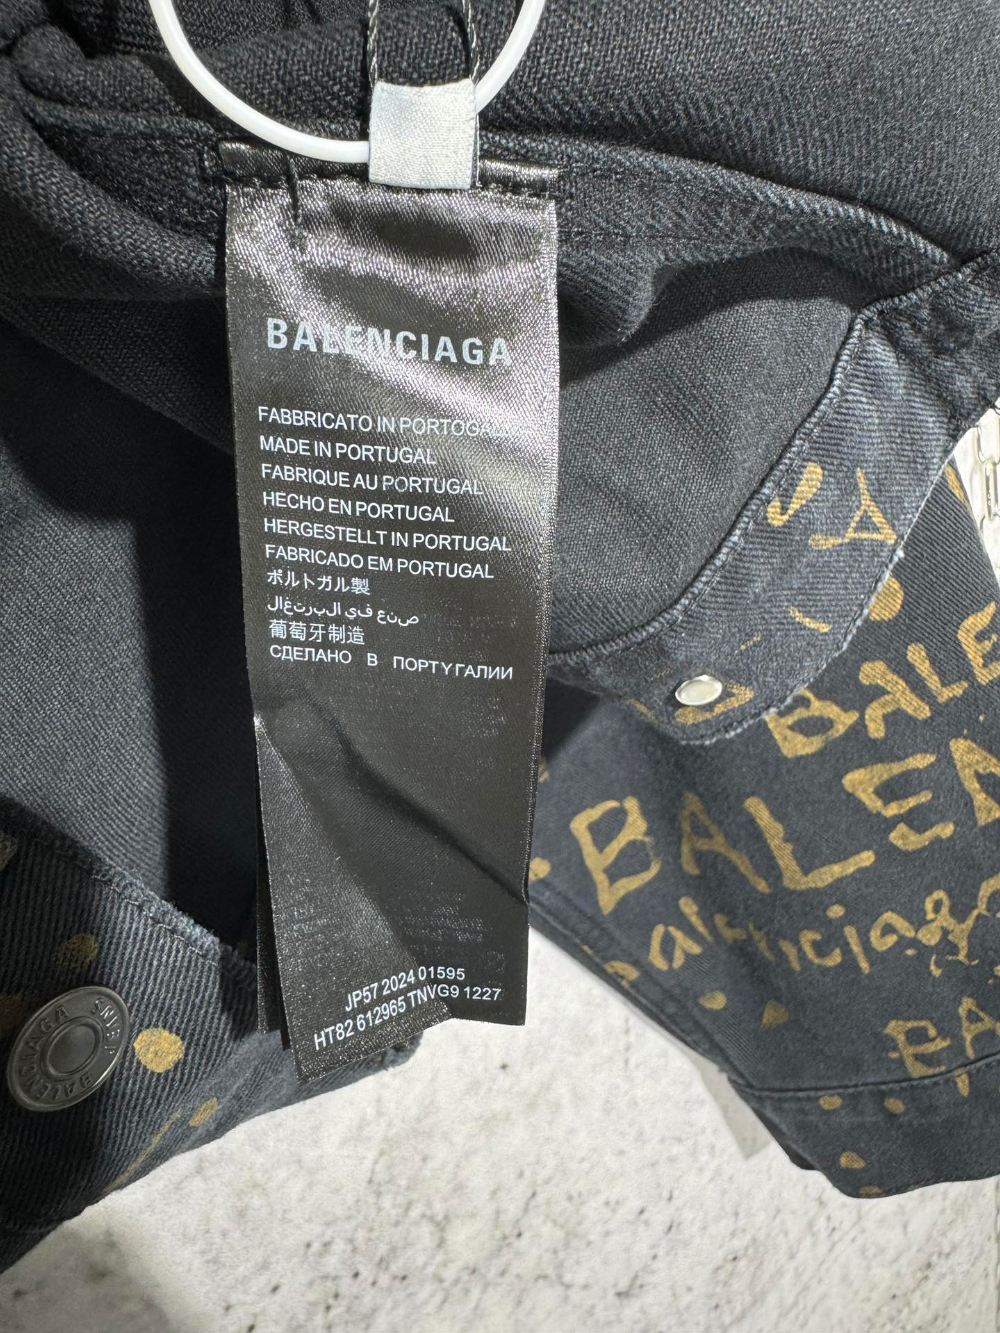 BALENCIAGA
FABBRICATO IN PORTOGALLO
MADE IN PORTUGAL
FABRIQUE AU PORTUGAL
HECHO EN PORTUGAL
HERGESTELLT IN PORTUGAL
FABRICADO EM PORTUGAL
ポルトガル製
صنع في البرتغال
葡萄牙制造
СДЕЛАНО В ПОРТУГАЛИИ
JP57 2024 01595
HT82 612965 TNVG9 1227
BALE
BALEN
balenciaga
BA
BALENCIAGA